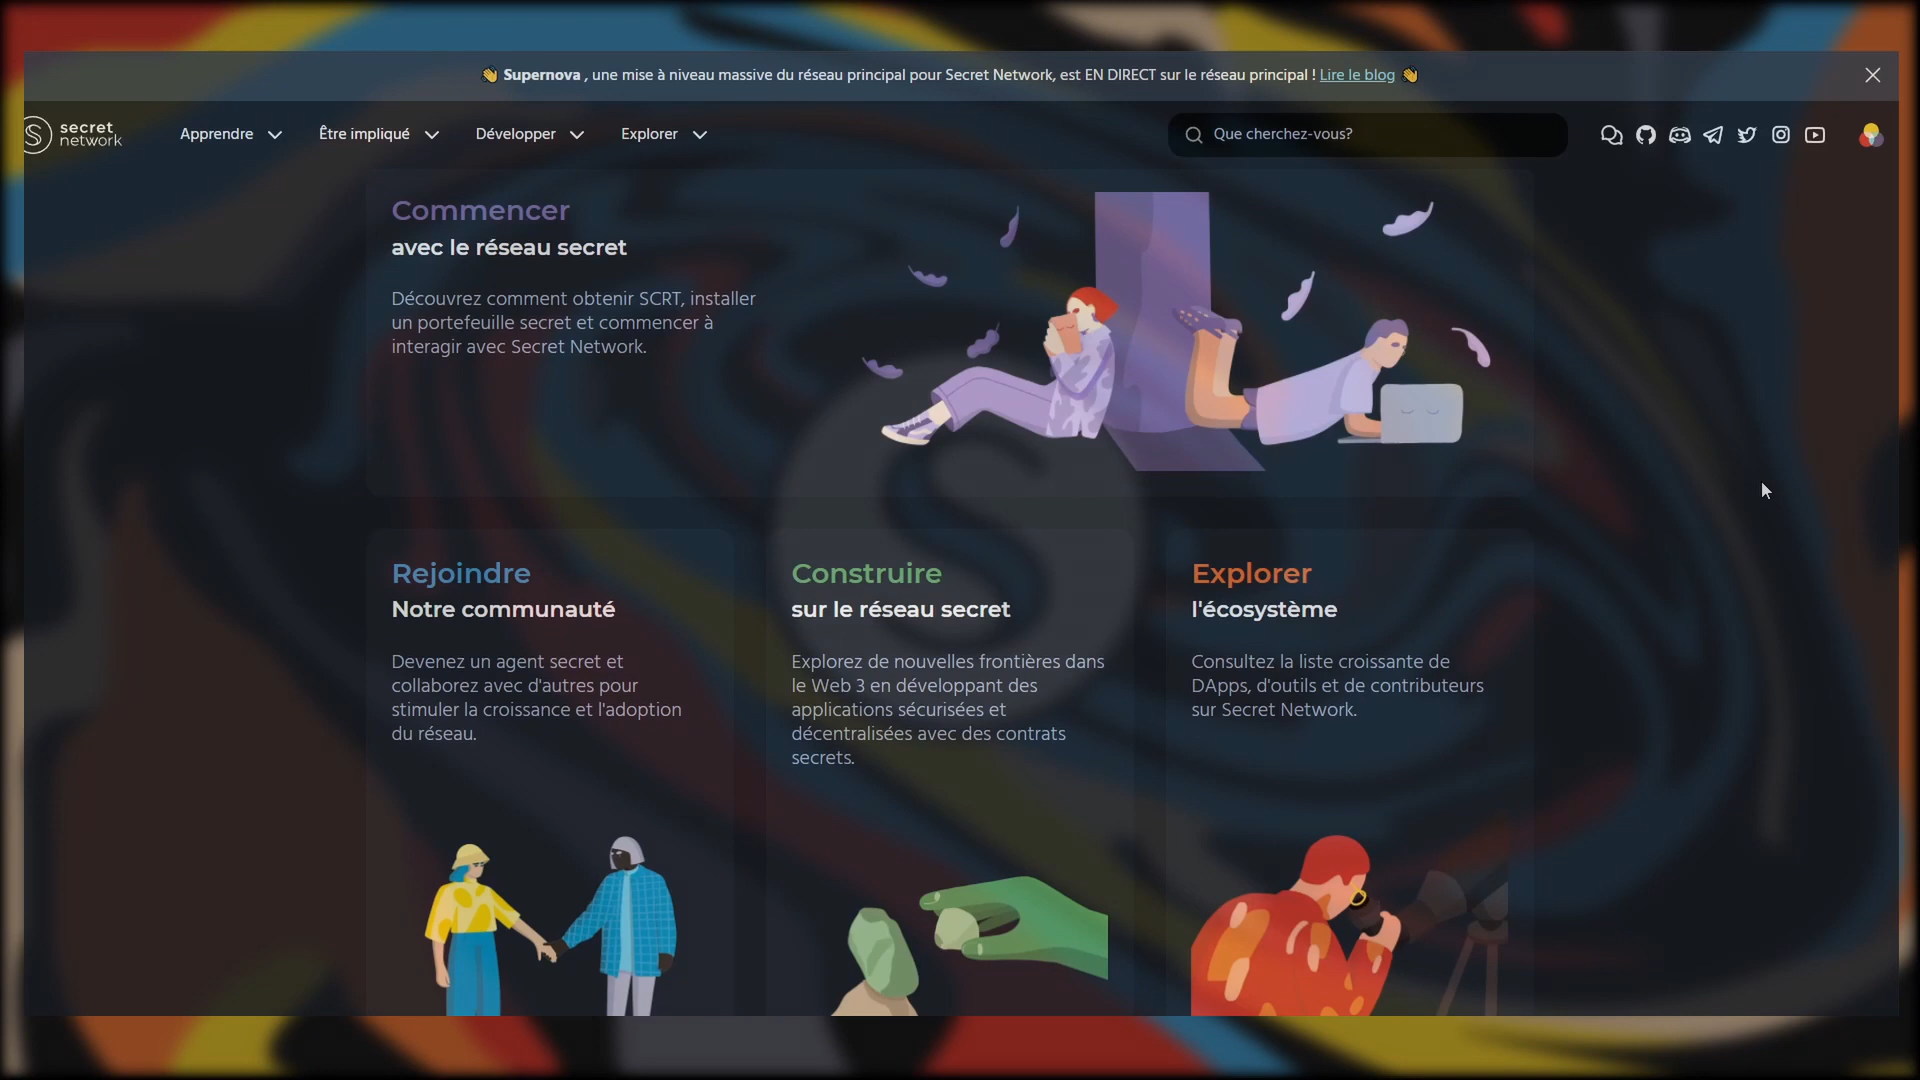 👋 Supernova , une mise à niveau massive du réseau principal pour Secret Network, est EN DIRECT sur le réseau principal ! Lire le blog 👋
secret
network
Apprendre
Être impliqué
Développer
Explorer
Que cherchez-vous?
Commencer
avec le réseau secret
Découvrez comment obtenir SCRT, installer
un portefeuille secret et commencer à
interagir avec Secret Network.
Rejoindre
Notre communauté
Devenez un agent secret et
collaborez avec d'autres pour
stimuler la croissance et l'adoption
du réseau.
Construire
sur le réseau secret
Explorez de nouvelles frontières dans
le Web 3 en développant des
applications sécurisées et
décentralisées avec des contrats
secrets.
Explorer
l'écosystème
Consultez la liste croissante de
DApps, d'outils et de contributeurs
sur Secret Network.